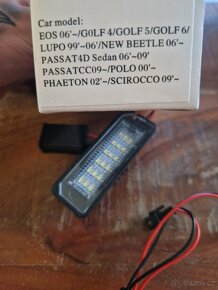 Car model:
EOS 06'~/G0LF 4/GOLF 5/GOLF 6/
LUPO 99'~06'/NEW BEETLE 06'~
PASSAT4D Sedan 06'~09'
PASSATCC09~/POLO 00'~
PHAETON 02'~/SCIROCCO 09'~